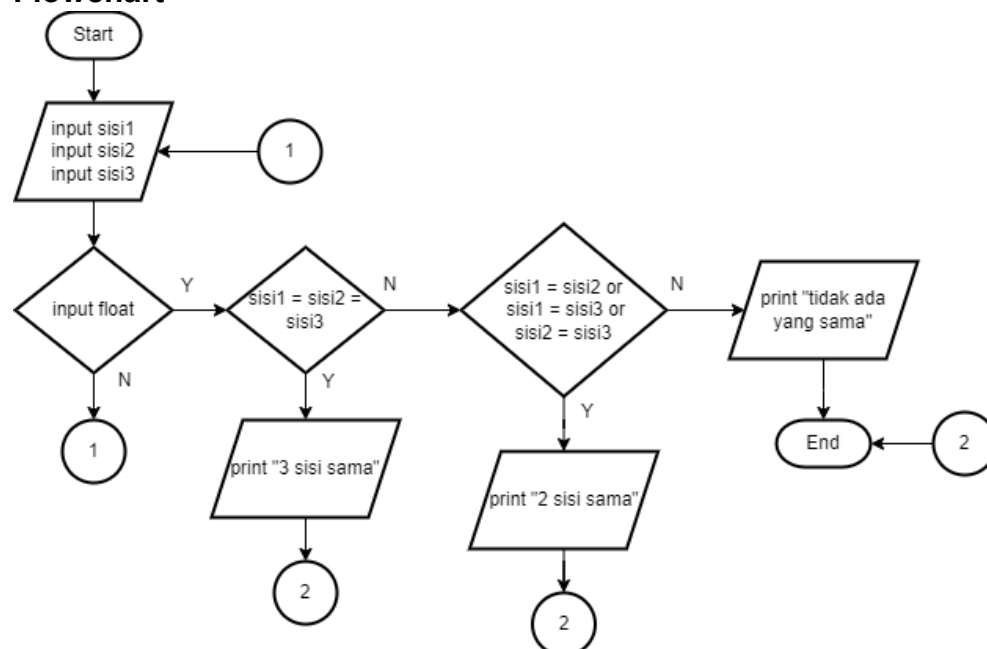 Flowchart
Start
input sisi1
input sisi2
input sisi3
1
input float
Y
N
1
sisi1 = sisi2 =
sisi3
N
Y
print "3 sisi sama"
2
sisi1 = sisi2 or
sisi1 = sisi3 or
sisi2 = sisi3
N
Y
print "2 sisi sama"
2
print "tidak ada
yang sama"
End
2